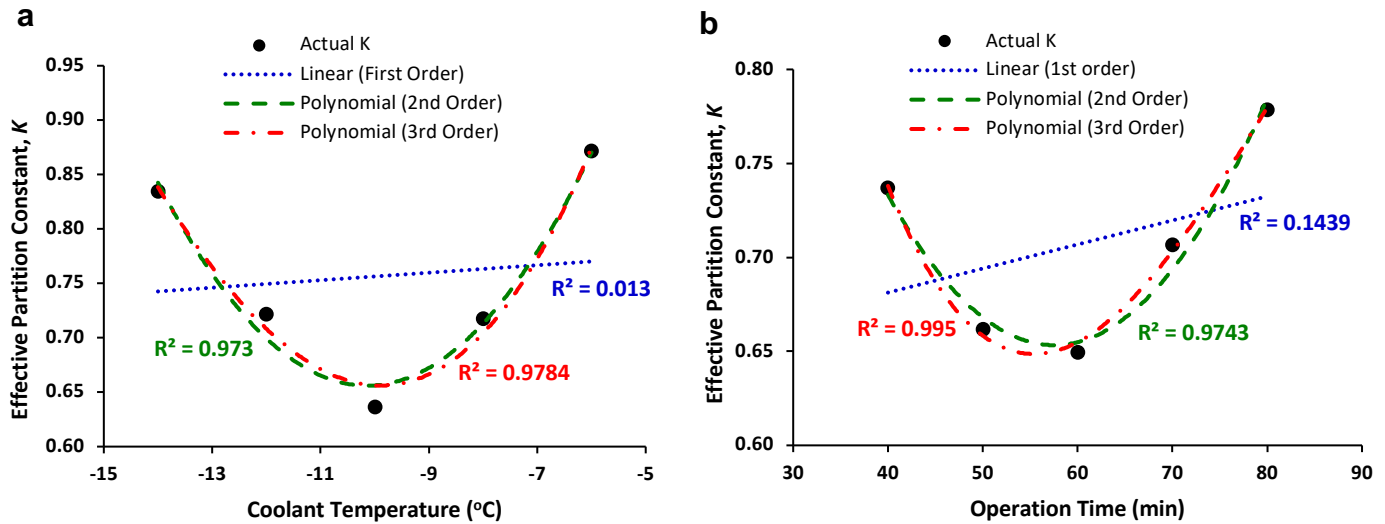 a
Actual K
Linear (First Order)
Polynomial (2nd Order)
Polynomial (3rd Order)
Effective Partition Constant, K
0.95
0.90
0.85
0.80
0.75
0.70
0.65
0.60
R² = 0.013
R² = 0.973
R² = 0.9784
-15
-13
-11
-9
-7
-5
Coolant Temperature (ºC)
b
Actual K
Linear (1st order)
Polynomial (2nd Order)
Polynomial (3rd Order)
Effective Partition Constant, K
0.80
0.75
0.70
0.65
0.60
R² = 0.1439
R² = 0.995
R² = 0.9743
30
40
50
60
70
80
90
Operation Time (min)